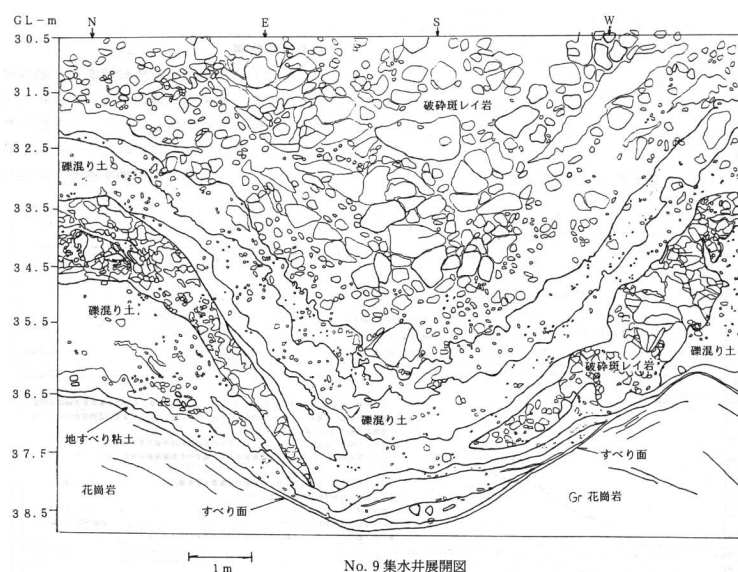 GL-m
N
E
S
W
30.5
31.5
32.5
33.5
34.5
35.5
36.5
37.5
38.5
破砕斑レイ岩
礫混り土
礫混り土
礫混り土
破砕斑レイ岩
礫混り土
地すべり粘土
すべり面
花崗岩
すべり面
Gr 花崗岩
1m
No. 9 集水井展開図